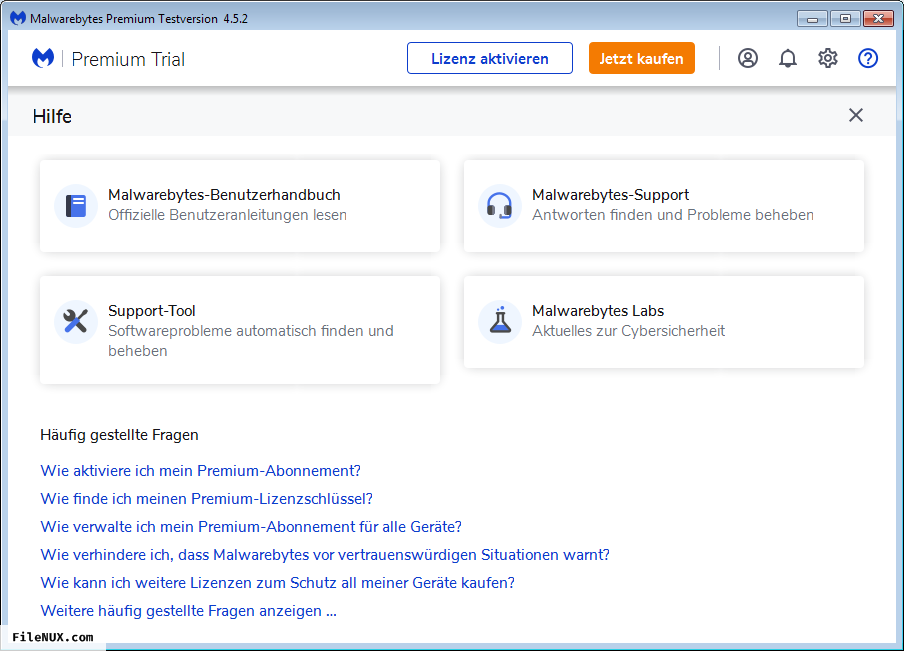 Malwarebytes Premium Testversion 4.5.2
Premium Trial
Lizenz aktivieren
Jetzt kaufen
Hilfe
Malwarebytes-Benutzerhandbuch
Offizielle Benutzeranleitungen lesen
Malwarebytes-Support
Antworten finden und Probleme beheben
Support-Tool
Softwareprobleme automatisch finden und
beheben
Malwarebytes Labs
Aktuelles zur Cybersicherheit
Häufig gestellte Fragen
Wie aktiviere ich mein Premium-Abonnement?
Wie finde ich meinen Premium-Lizenzschlüssel?
Wie verwalte ich mein Premium-Abonnement für alle Geräte?
Wie verhindere ich, dass Malwarebytes vor vertrauenswürdigen Situationen warnt?
Wie kann ich weitere Lizenzen zum Schutz all meiner Geräte kaufen?
Weitere häufig gestellte Fragen anzeigen ...
FileNUX.com